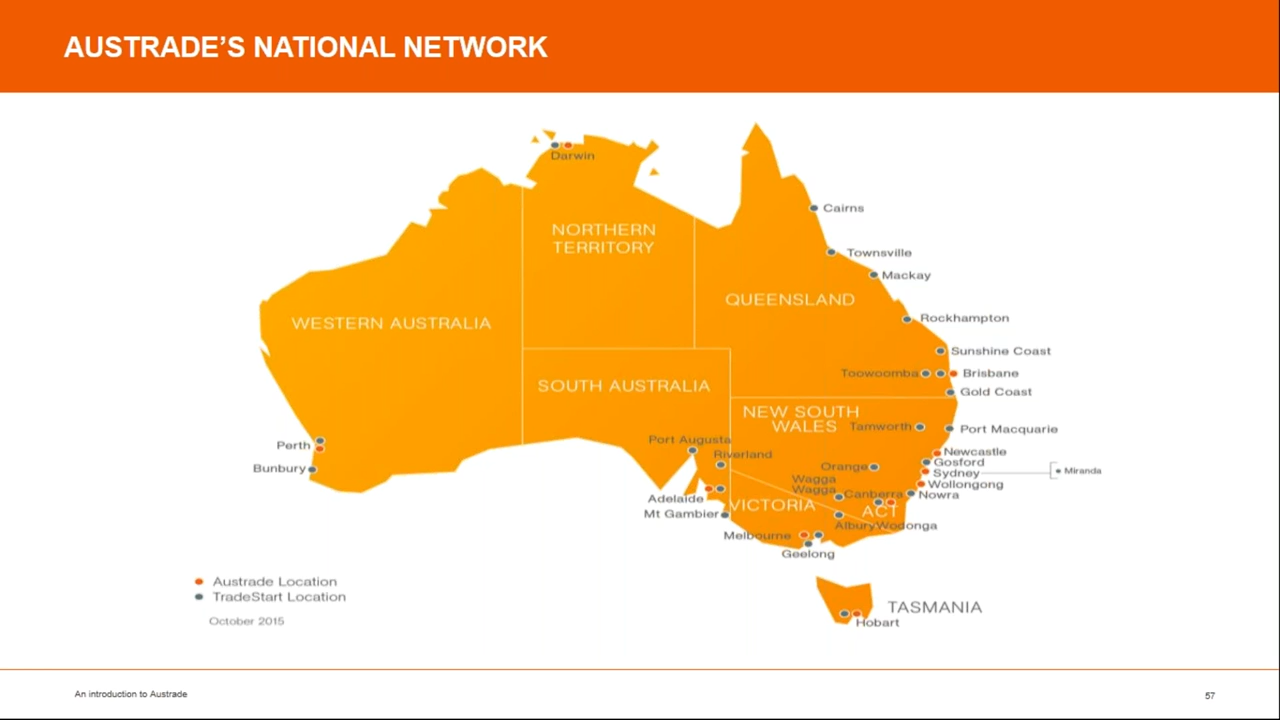 AUSTRADE’S NATIONAL NETWORK
Darwin
NORTHERN
TERRITORY
Cairns
Townsville
Mackay
QUEENSLAND
Rockhampton
WESTERN AUSTRALIA
Sunshine Coast
Toowoomba
Brisbane
SOUTH AUSTRALIA
Gold Coast
NEW SOUTH
WALES
Tamworth
Port Macquarie
Port Augusta
Perth
Riverland
Newcastle
Gosford
Orange
Bunbury
Sydney
Miranda
Wagga
Wagga
Wollongong
Canberra
Nowra
Adelaide
VICTORIA
ACT
Mt Gambier
AlburyWodonga
Melbourne
Geelong
Austrade Location
TradeStart Location
October 2015
TASMANIA
Hobart
An introduction to Austrade
57